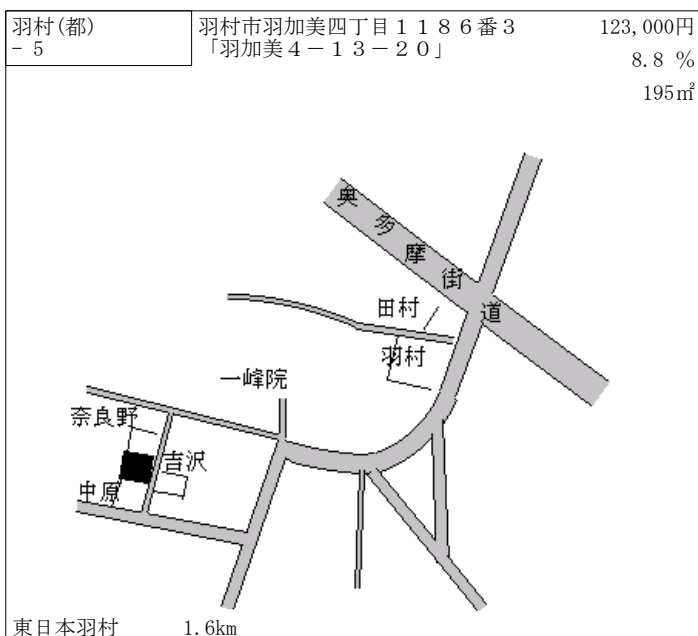 羽村(都)
- 5
羽村市羽加美四丁目１１８６番３
「羽加美４－１３－２０」
123,000円
8.8 %
195㎡
奥多摩街道
田村
羽村
一峰院
奈良野
吉沢
中原
東日本羽村 1.6km